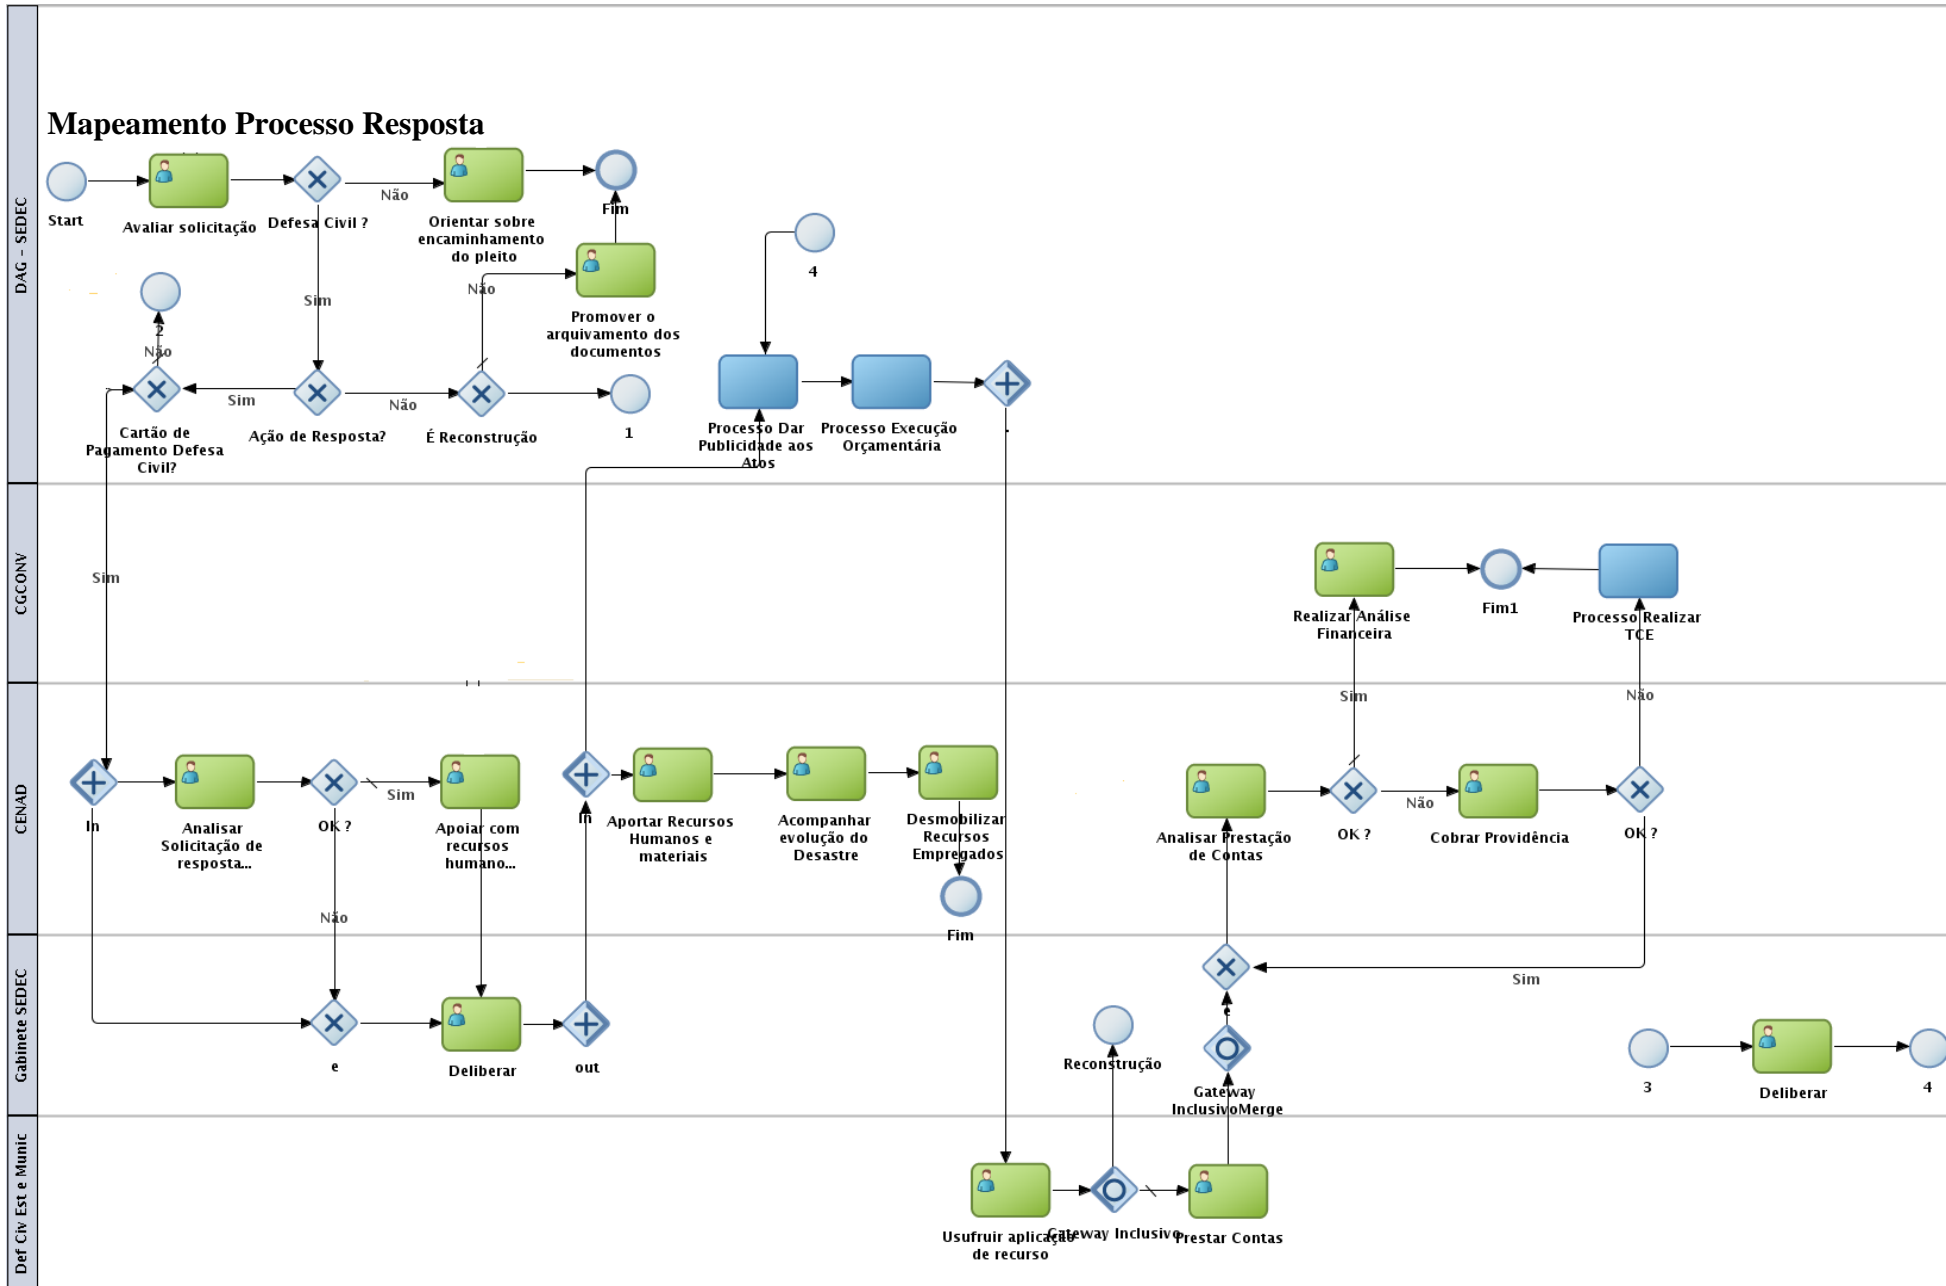 Mapeamento Processo Resposta
DAG - SEDEC
Start
Avaliar solicitação
Defesa Civil ?
Não
Orientar sobre
encaminhamento
do pleito
Fim
Sim
Não
Promover o
arquivamento dos
documentos
4
2
Não
Sim
Não
Cartão de
Pagamento Defesa
Civil?
Ação de Resposta?
É Reconstrução
1
Processo Dar
Publicidade aos
Atos
Processo Execução
Orçamentária
.
CGCONV
Sim
Realizar Análise
Financeira
Fim1
Processo Realizar
TCE
Sim
Não
CENAD
In
Analisar
Solicitação de
resposta...
OK ?
Sim
Apoiar com
recursos
humano...
In
Aportar Recursos
Humanos e
materiais
Acompanhar
evolução do
Desastre
Desmobilizar
Recursos
Empregados
Fim
Analisar Prestação
de Contas
OK ?
Não
Cobrar Providência
OK ?
Não
Sim
Gabinete SEDEC
e
Deliberar
out
Reconstrução
e
Gateway
InclusivoMerge
3
Deliberar
4
Def Civ Est e Munic
Usufruir aplicação
de recurso
Gateway Inclusivo
Prestar Contas